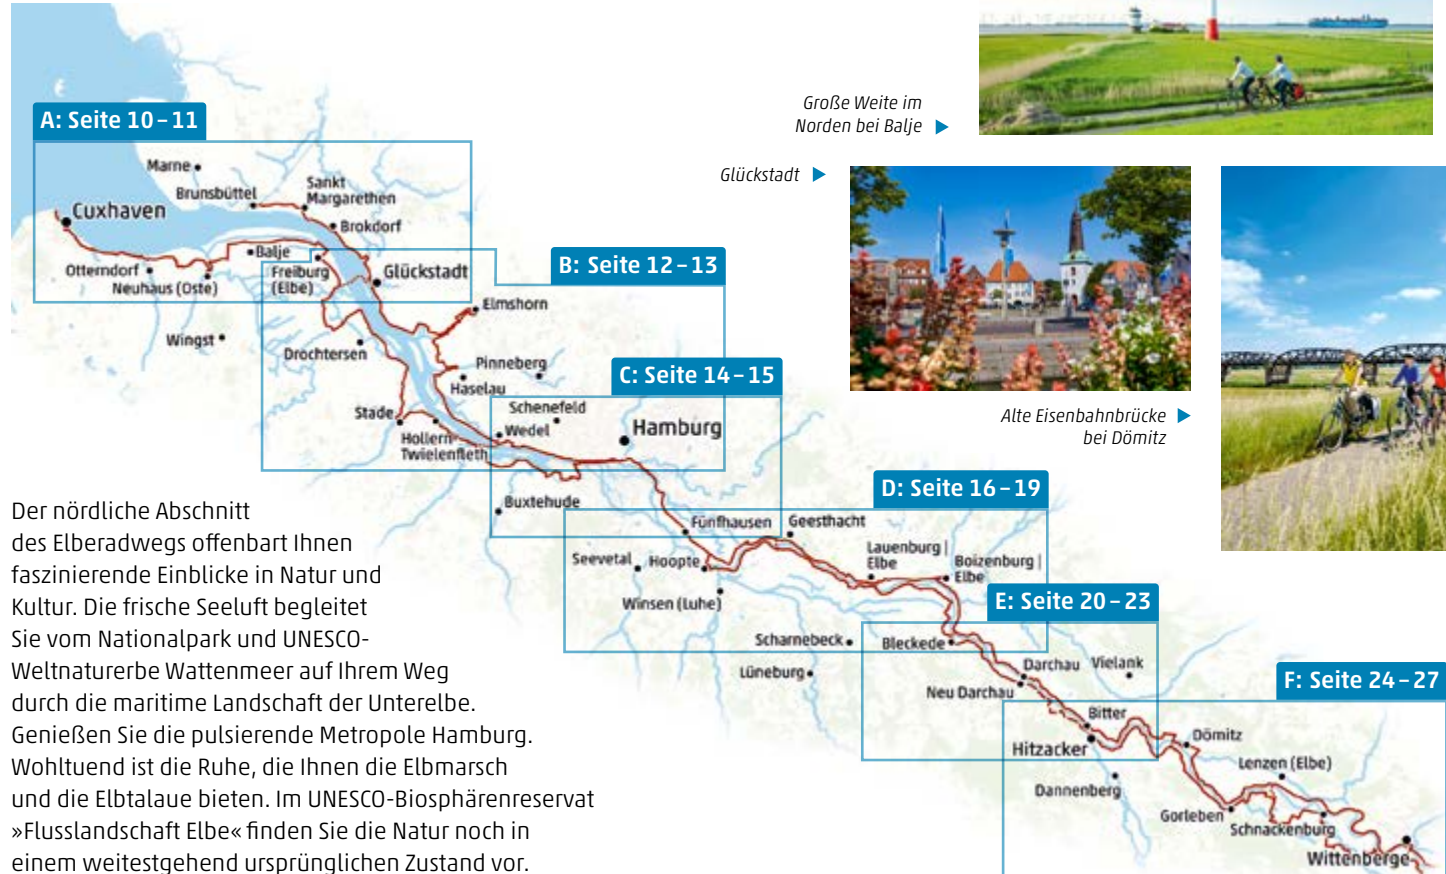 Große Weite im
Norden bei Balje
Glückstadt
Alte Eisenbahnbrücke
bei Dömitz
A: Seite 10–11
Marne
Brunsbüttel
Sankt
Margarethen
Cuxhaven
Brokdorf
Balje
Otterndorf
Neuhaus (Oste)
Freiburg
(Elbe)
Glückstadt
B: Seite 12–13
Elmshorn
Wingst
Drochtersen
Pinneberg
Haselau
C: Seite 14–15
Stade
Schenefeld
Wedel
Hamburg
Hollern-
Twielenfleth
Buxtehude
D: Seite 16–19
Fünfhausen
Geesthacht
Seevetal
Hoopte
Lauenburg |
Elbe
Boizenburg |
Elbe
Winsen (Luhe)
E: Seite 20–23
Scharnebeck
Bleckede
Lüneburg
Darchau
Vielank
Neu Darchau
F: Seite 24–27
Bitter
Hitzacker
Dömitz
Lenzen (Elbe)
Dannenberg
Gorleben
Schnackenburg
Wittenberge
Der nördliche Abschnitt
des Elberadwegs offenbart Ihnen
faszinierende Einblicke in Natur und
Kultur. Die frische Seeluft begleitet
Sie vom Nationalpark und UNESCO-
Weltnaturerbe Wattenmeer auf Ihrem Weg
durch die maritime Landschaft der Unterelbe.
Genießen Sie die pulsierende Metropole Hamburg.
Wohltuend ist die Ruhe, die Ihnen die Elbmarsch
und die Elbtalaue bieten. Im UNESCO-Biosphärenreservat
»Flusslandschaft Elbe« finden Sie die Natur noch in
einem weitestgehend ursprünglichen Zustand vor.